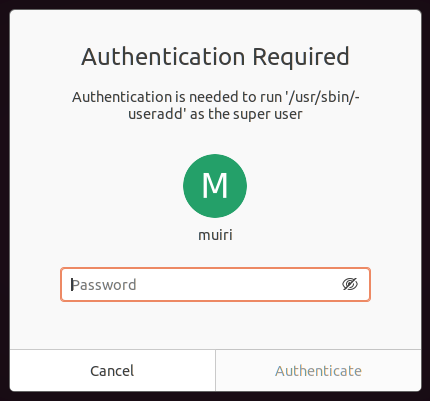 Authentication Required
Authentication is needed to run '/usr/sbin/-
useradd' as the super user
M
muiri
Password
Cancel
Authenticate